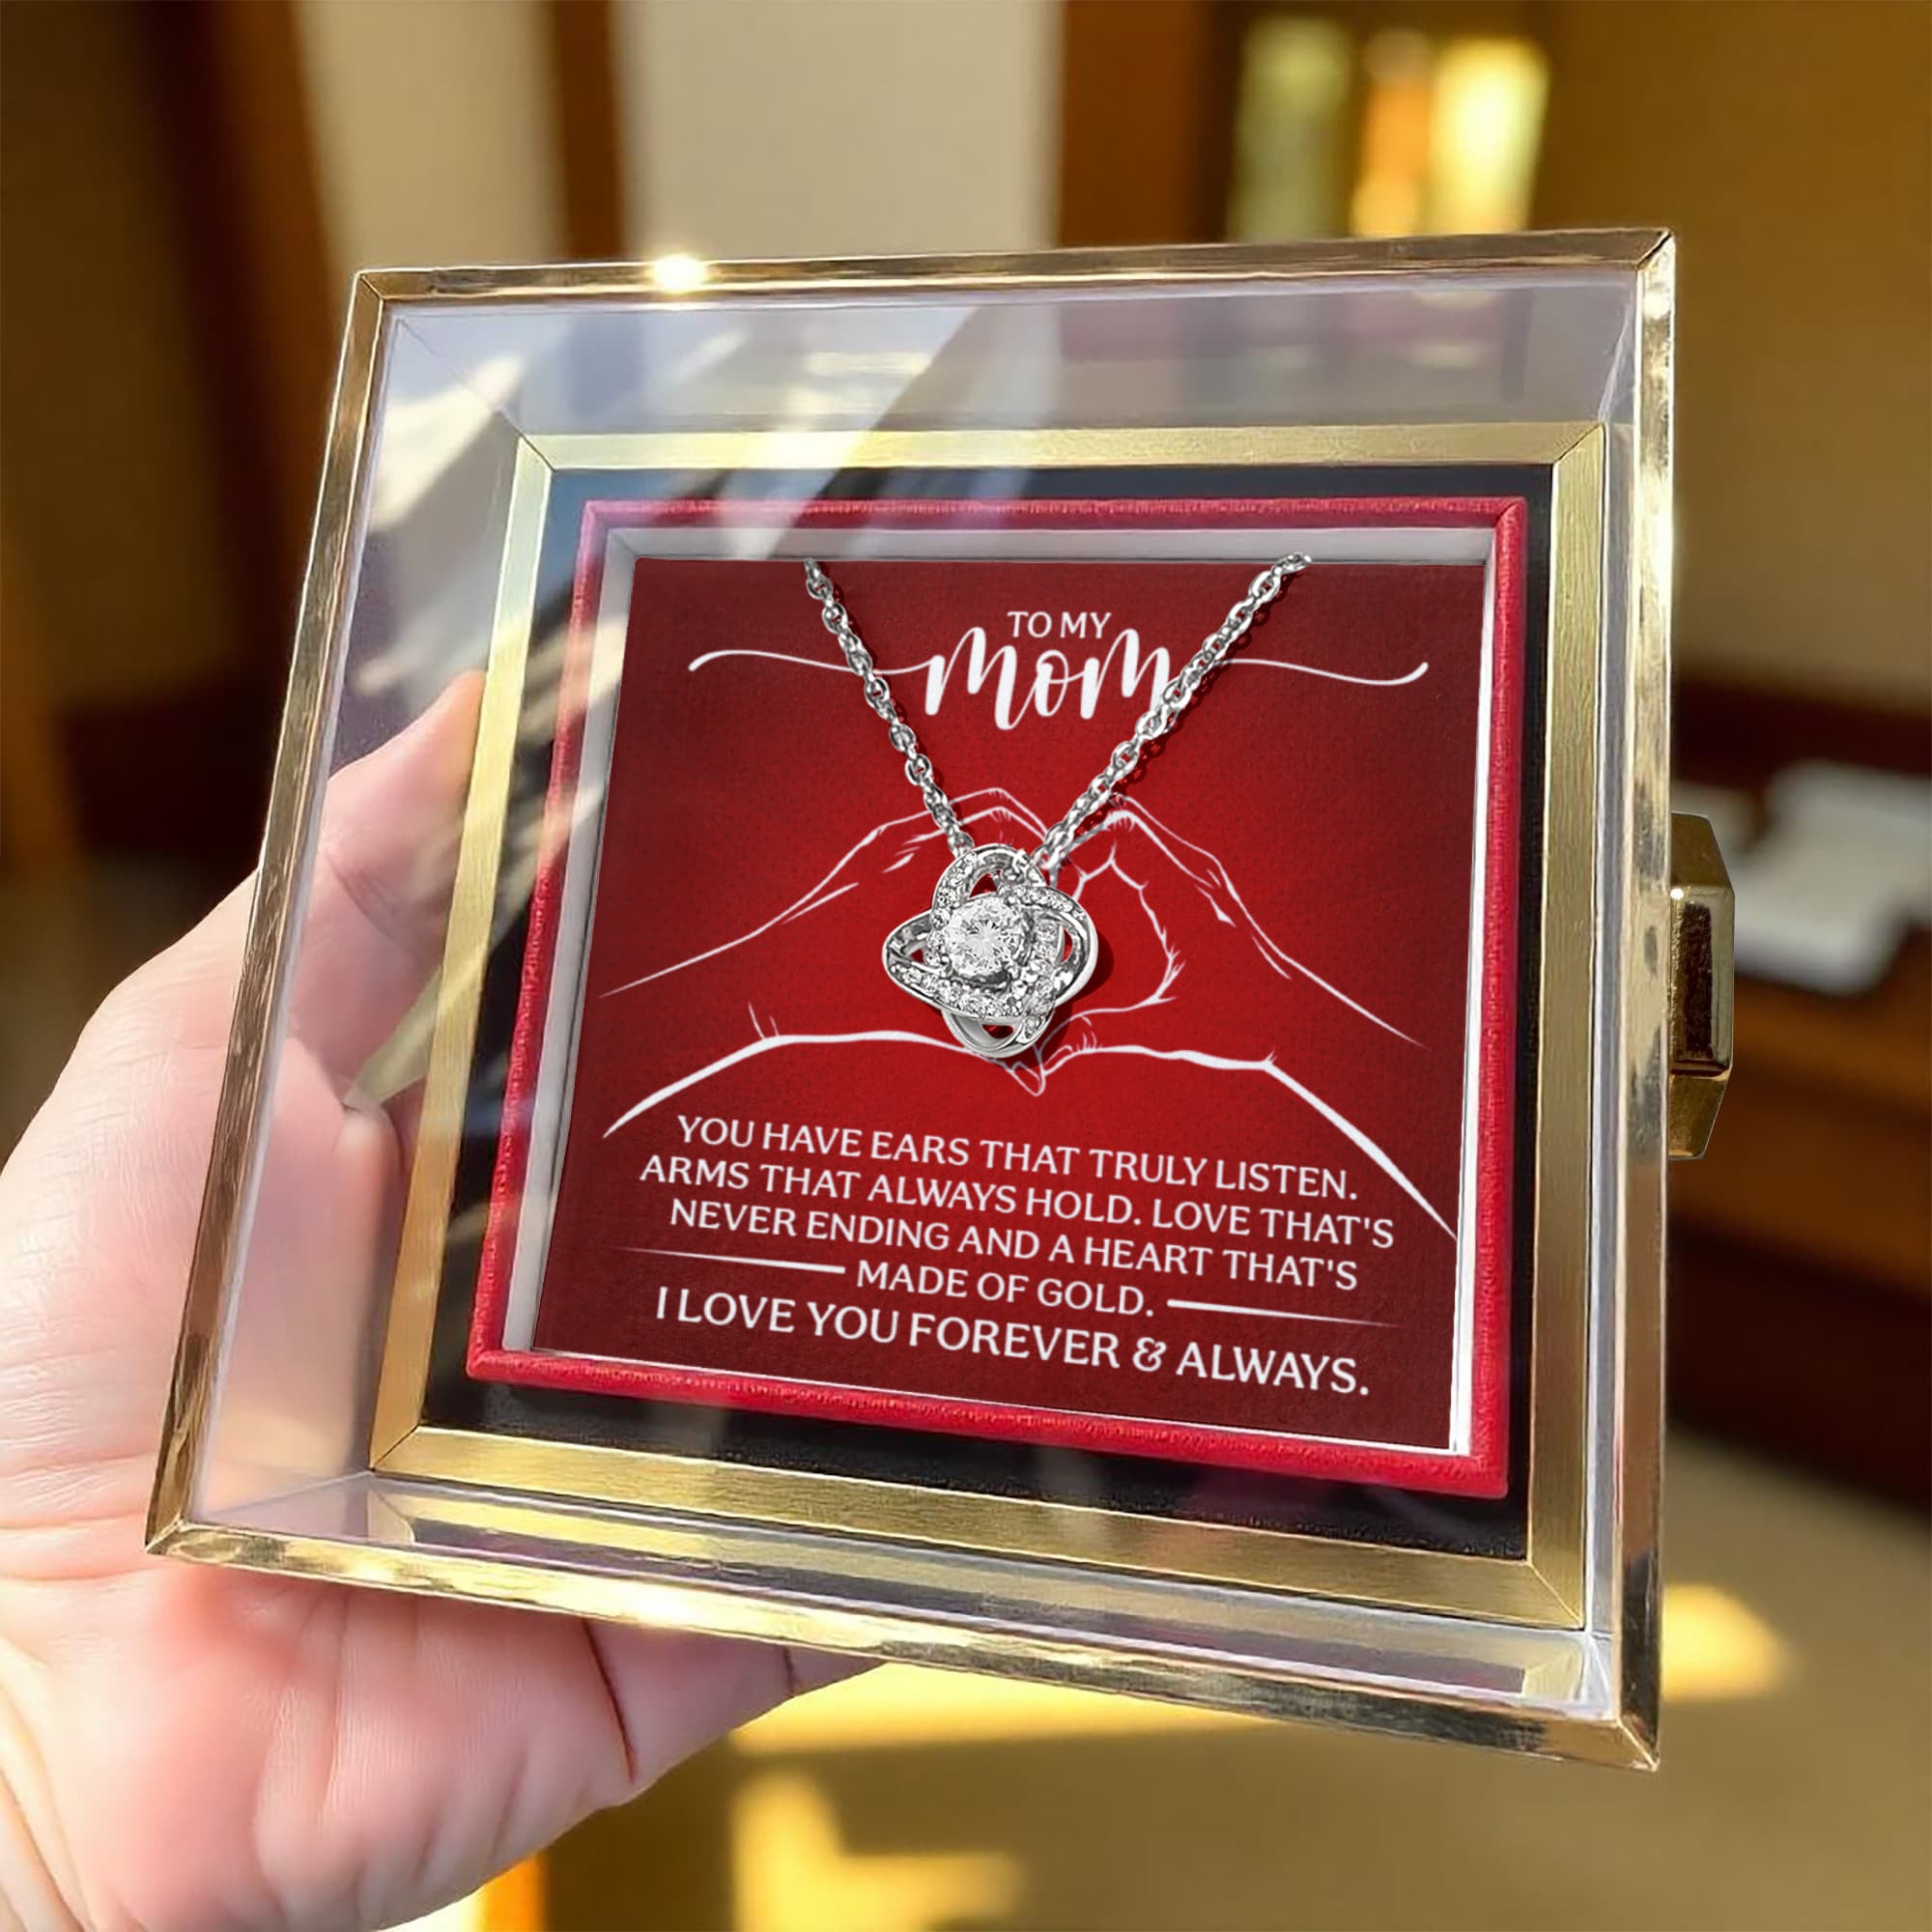 TO MY
Mom
YOU HAVE EARS THAT TRULY LISTEN.
ARMS THAT ALWAYS HOLD. LOVE THAT'S
NEVER ENDING AND A HEART THAT'S
MADE OF GOLD.
I LOVE YOU FOREVER & ALWAYS.